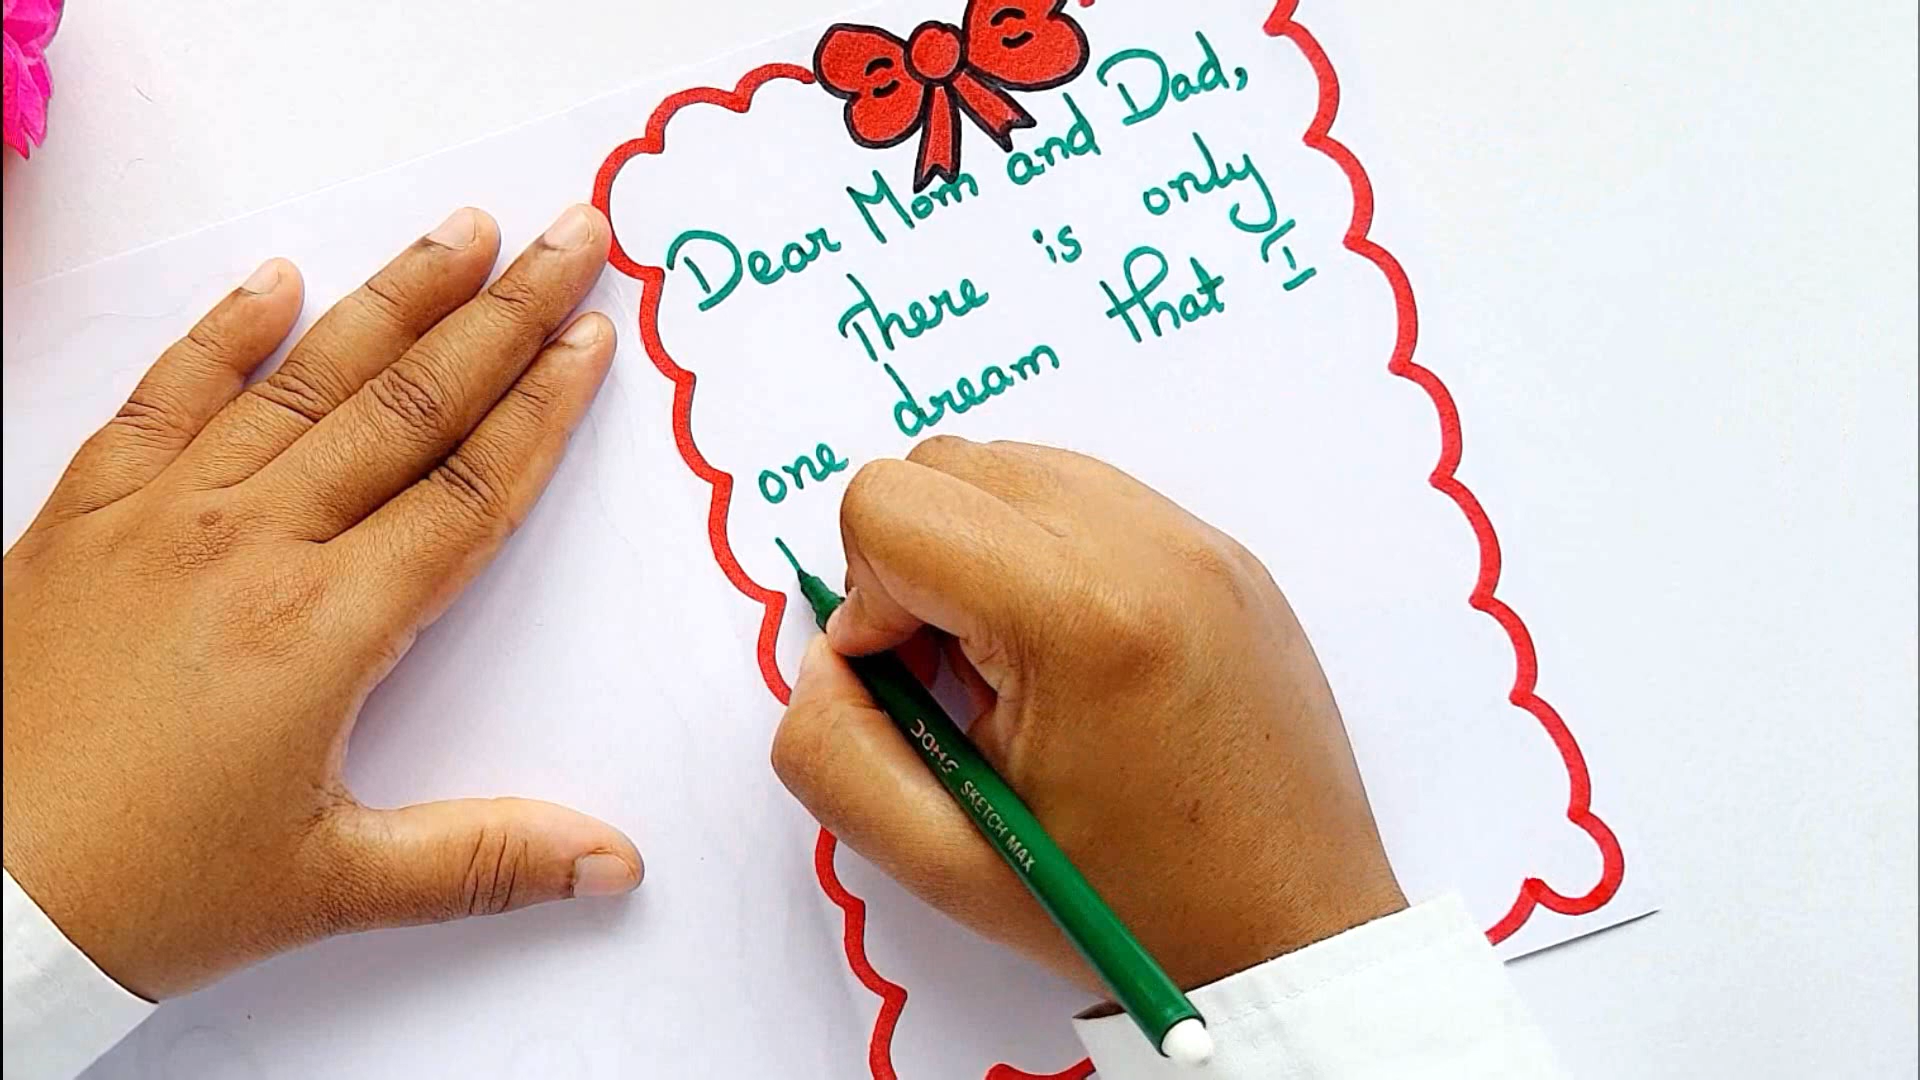 Dear Mom and Dad,
There is only
one dream that I
DOMS SKETCH MAX